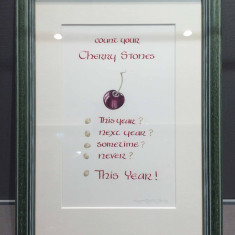 Count your
Cherry Stones
This year?
next year?
sometime?
never?
This Year!